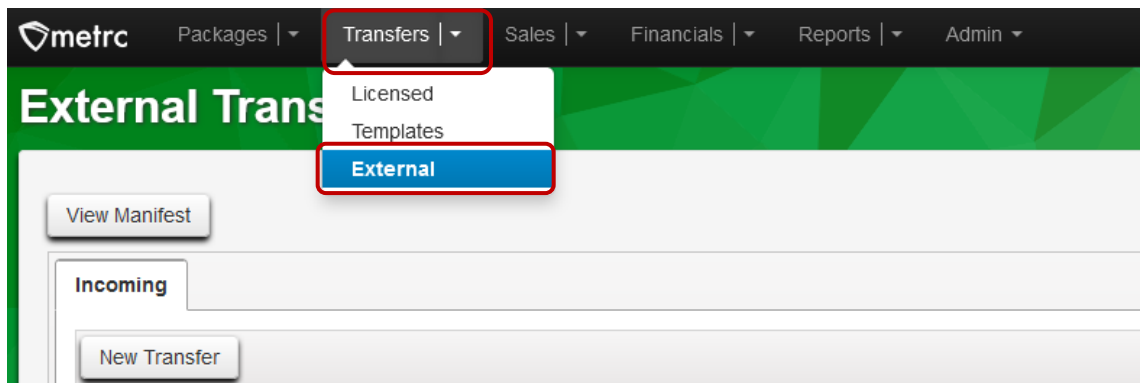 metrc Packages | Transfers | Sales | Financials | Reports | Admin
External Trans
Licensed
Templates
External
View Manifest
Incoming
New Transfer